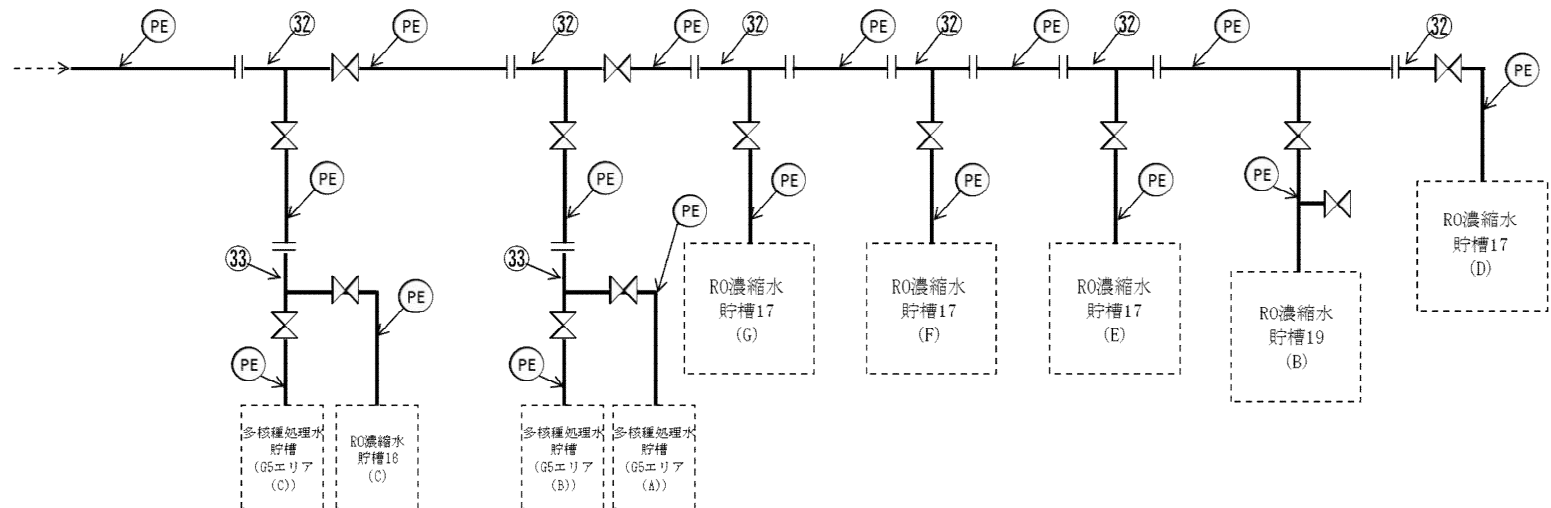 PE
32
PE
32
PE
32
PE
32
PE
32
PE
32
PE
PE
PE
PE
PE
PE
PE
PE
PE
33
33
PE
PE
PE
RO濃縮水
貯槽17
(G)
RO濃縮水
貯槽17
(F)
RO濃縮水
貯槽17
(E)
RO濃縮水
貯槽19
(B)
RO濃縮水
貯槽17
(D)
多核種処理水
貯槽
(G5エリア
(C))
RO濃縮水
貯槽16
(C)
多核種処理水
貯槽
(G5エリア
(B))
多核種処理水
貯槽
(G5エリア
(A))